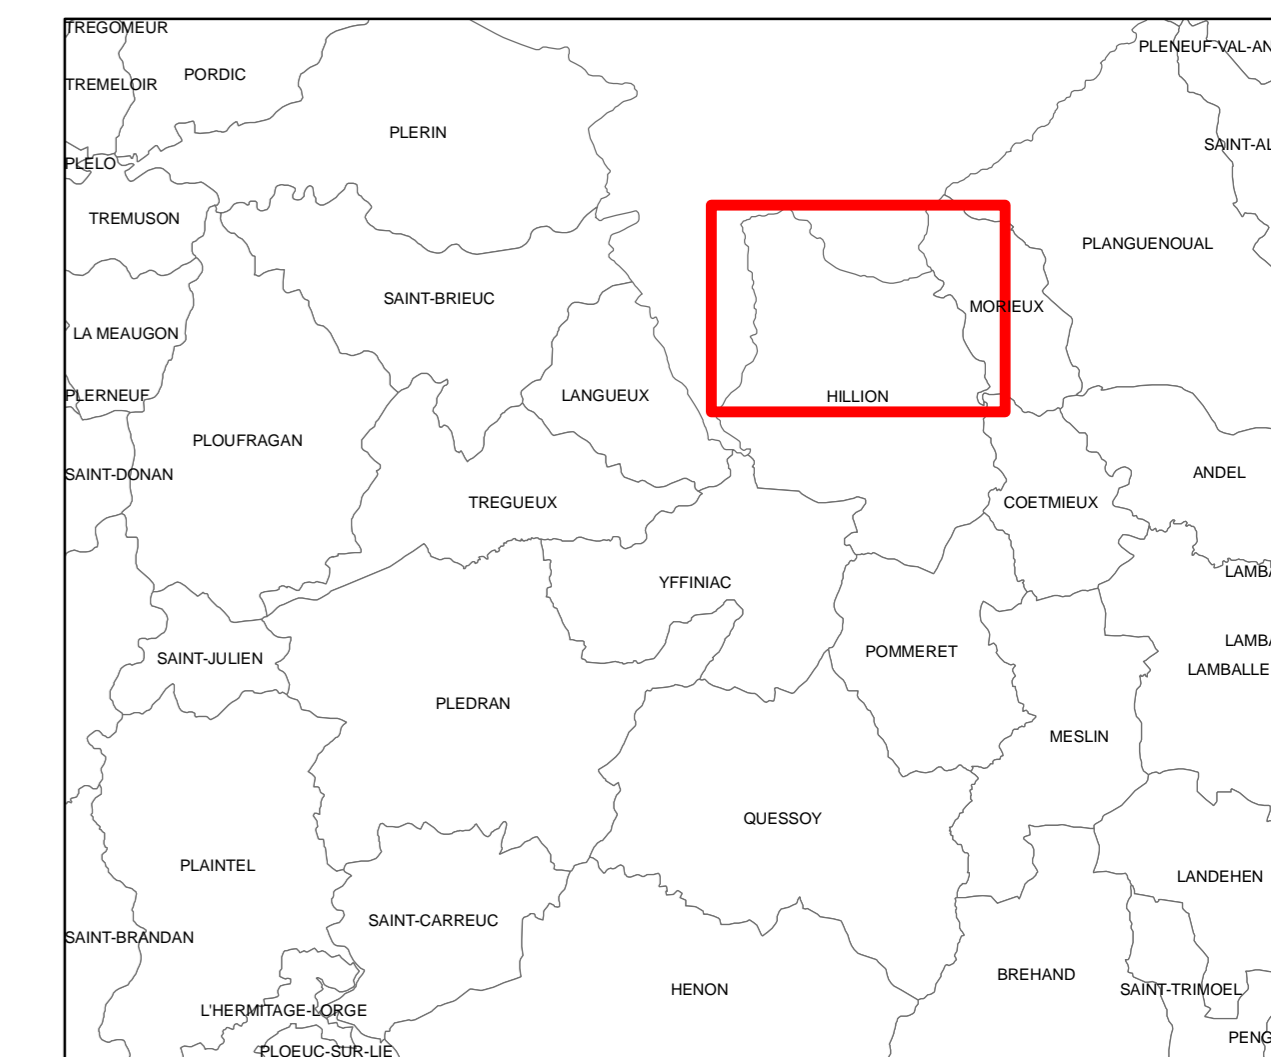 TREGOMEUR
PLENEUF-VAL-AN
PORDIC
TREMELOIR
PLERIN
SAINT-AL
PLELO
TREMUSON
PLANGUENOUAL
SAINT-BRIEUC
MORIEUX
LA MEAUGON
PLERNEUF
LANGUEUX
HILLION
PLOUFRAGAN
SAINT-DONAN
ANDEL
TREGUEUX
COETMIEUX
LAMBA
YFFINIAC
LAMBA
POMMERET
SAINT-JULIEN
LAMBALLE
PLEDRAN
MESLIN
QUESSOY
PLAINTEL
LANDEHEN
SAINT-CARREUC
SAINT-BRANDAN
BREHAND
HENON
SAINT-TRIMOEL
L'HERMITAGE-LORGE
PENG
PLOEUC-SUR-LIE